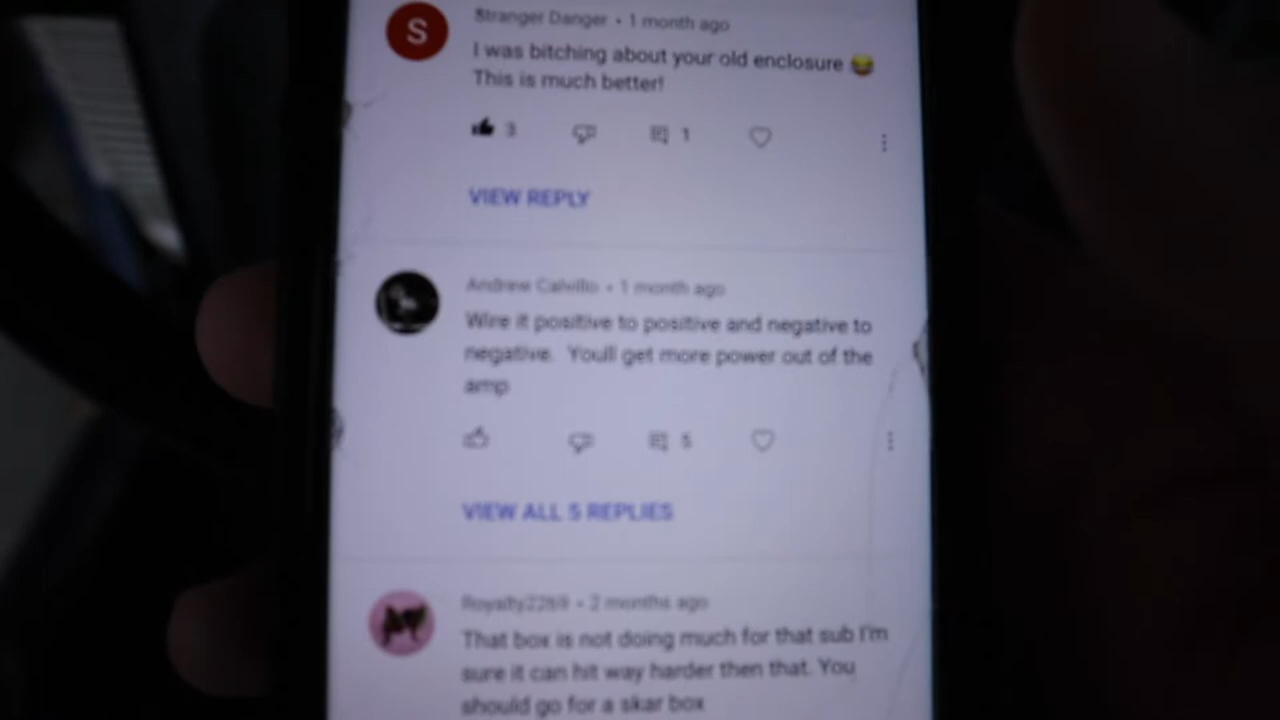 S
Stranger Danger • 1 month ago
I was bitching about your old enclosure 😂
This is much better!
3
1
VIEW REPLY
Andrew Calvillo • 1 month ago
Wire it positive to positive and negative to
negative. Youll get more power out of the
amp
5
VIEW ALL 5 REPLIES
Royalty2269 • 2 months ago
That box is not doing much for that sub I'm
sure it can hit way harder then that. You
should go for a skar box